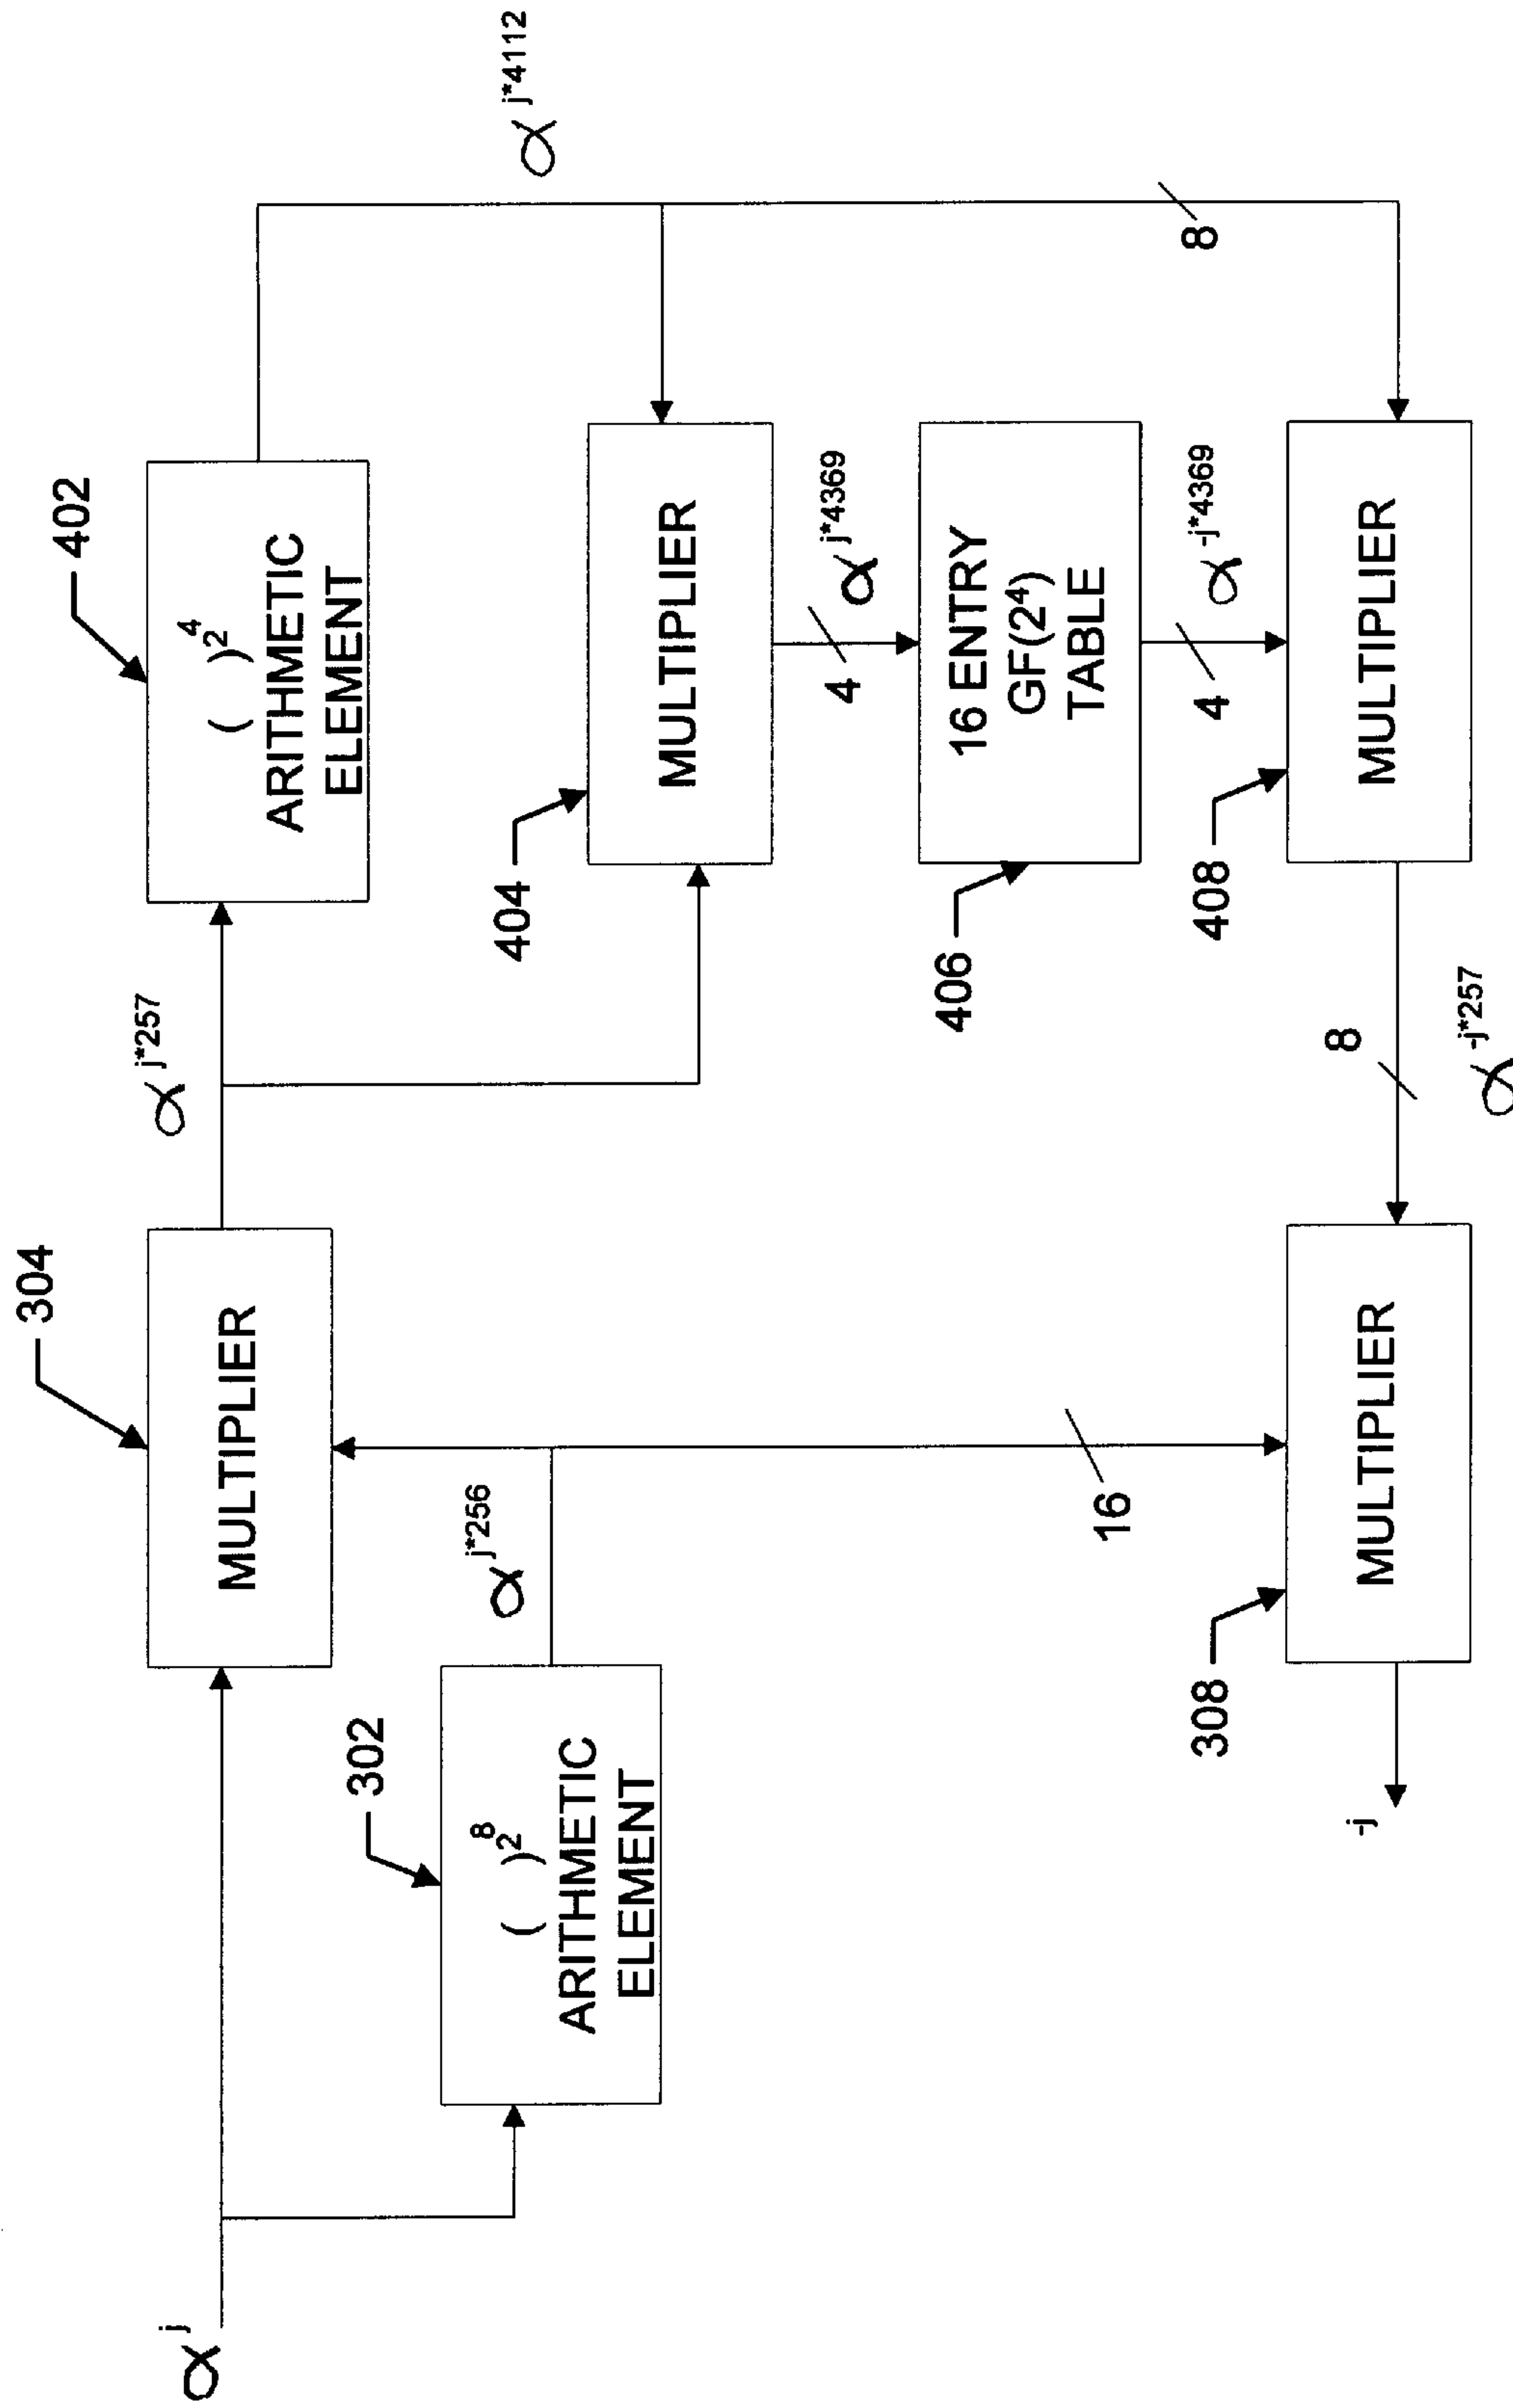 α^j
302
( )^2^8
ARITHMETIC
ELEMENT
α^j*256
304
MULTIPLIER
α^j*257
402
( )^2^4
ARITHMETIC
ELEMENT
α^j*4112
404
MULTIPLIER
4
α^j*4369
406
16 ENTRY
GF(2^4)
TABLE
4
α^-j*4369
8
408
MULTIPLIER
8
α^-j*257
16
308
MULTIPLIER
-j